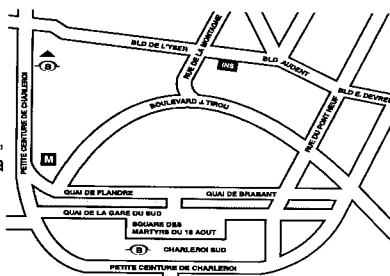 BLD DE L'YSER
RUE DE LA MONTAGNE
INS
BLD AUDENT
BLD E. DEVREU
PETITE CEINTURE DE CHARLEROI
B
BOULEVARD J. TIROU
RUE DU PONT NEUF
M
QUAI DE FLANDRE
QUAI DE BRABANT
QUAI DE LA GARE DU SUD
SQUARE DES
MARTYRS DU 18 AOUT
B
CHARLEROI SUD
PETITE CEINTURE DE CHARLEROI